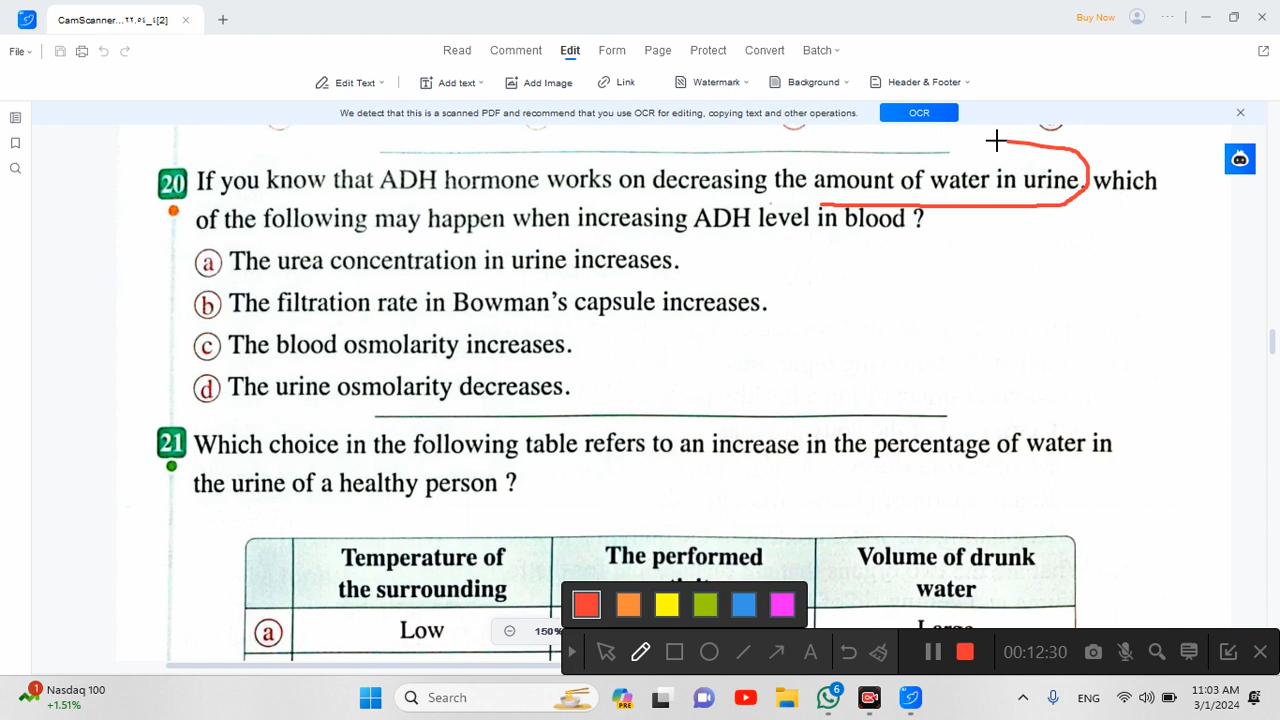 CamScanner...٢٢_٥٤_٤[2]
Buy Now
File
Read Comment Edit Form Page Protect Convert Batch
Edit Text Add text Add Image Link Watermark Background Header & Footer
We detect that this is a scanned PDF and recommend that you use OCR for editing, copying text and other operations. OCR
20 If you know that ADH hormone works on decreasing the amount of water in urine, which
of the following may happen when increasing ADH level in blood ?
a The urea concentration in urine increases.
b The filtration rate in Bowman's capsule increases.
c The blood osmolarity increases.
d The urine osmolarity decreases.
21 Which choice in the following table refers to an increase in the percentage of water in
the urine of a healthy person ?
Temperature of The performed Volume of drunk
the surrounding water
a Low Large
150%
A 00:12:30
1 Nasdaq 100
+1.51%
Search
PRE
6
ENG
11:03 AM
3/1/2024